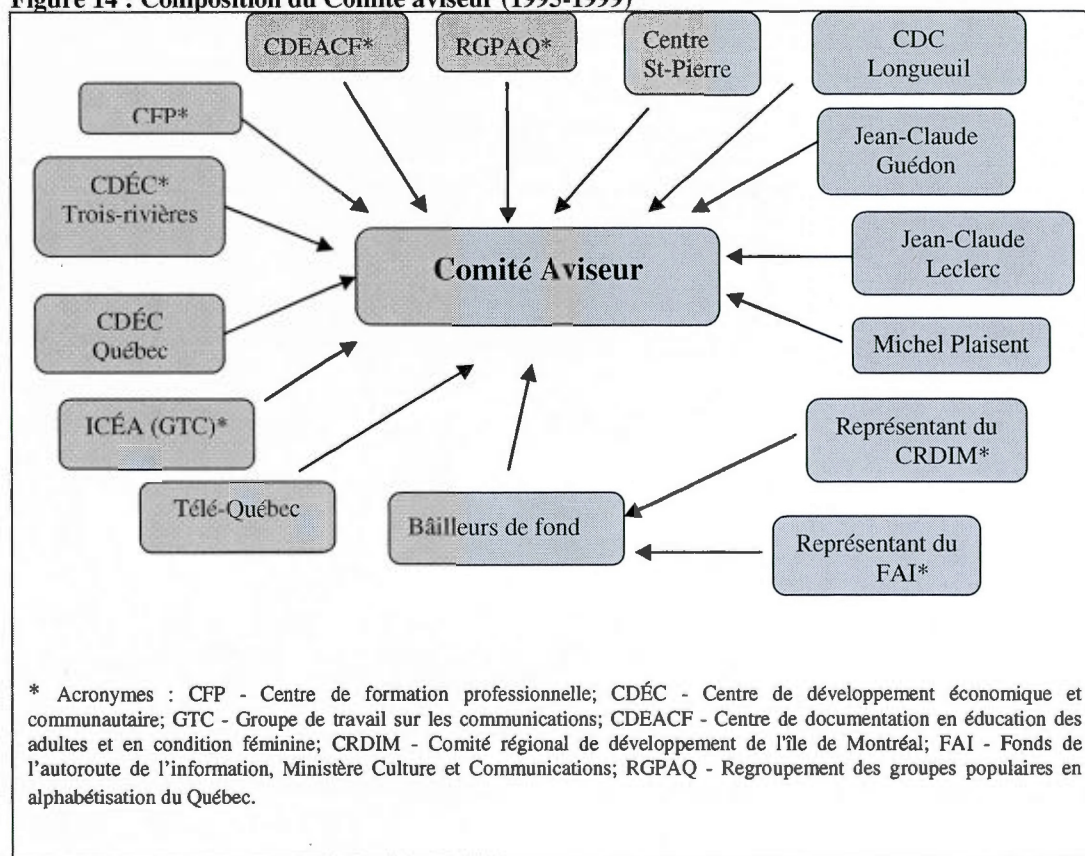 Figure 14 : Composition du Comité aviseur (1995-1999)
CDEACF*
RGPAQ*
Centre
St-Pierre
CDC
Longueuil
CFP*
Jean-Claude
Guédon
CDÉC*
Trois-rivières
Jean-Claude
Leclerc
Comité Aviseur
CDÉC
Québec
Michel Plaisent
ICÉA (GTC)*
Représentant du
CRDIM*
Télé-Québec
Bâilleurs de fond
Représentant du
FAI*
* Acronymes : CFP - Centre de formation professionnelle; CDÉC - Centre de développement économique et
communautaire; GTC - Groupe de travail sur les communications; CDEACF - Centre de documentation en éducation des
adultes et en condition féminine; CRDIM - Comité régional de développement de l'île de Montréal; FAI - Fonds de
l'autoroute de l'information, Ministère Culture et Communications; RGPAQ - Regroupement des groupes populaires en
alphabétisation du Québec.